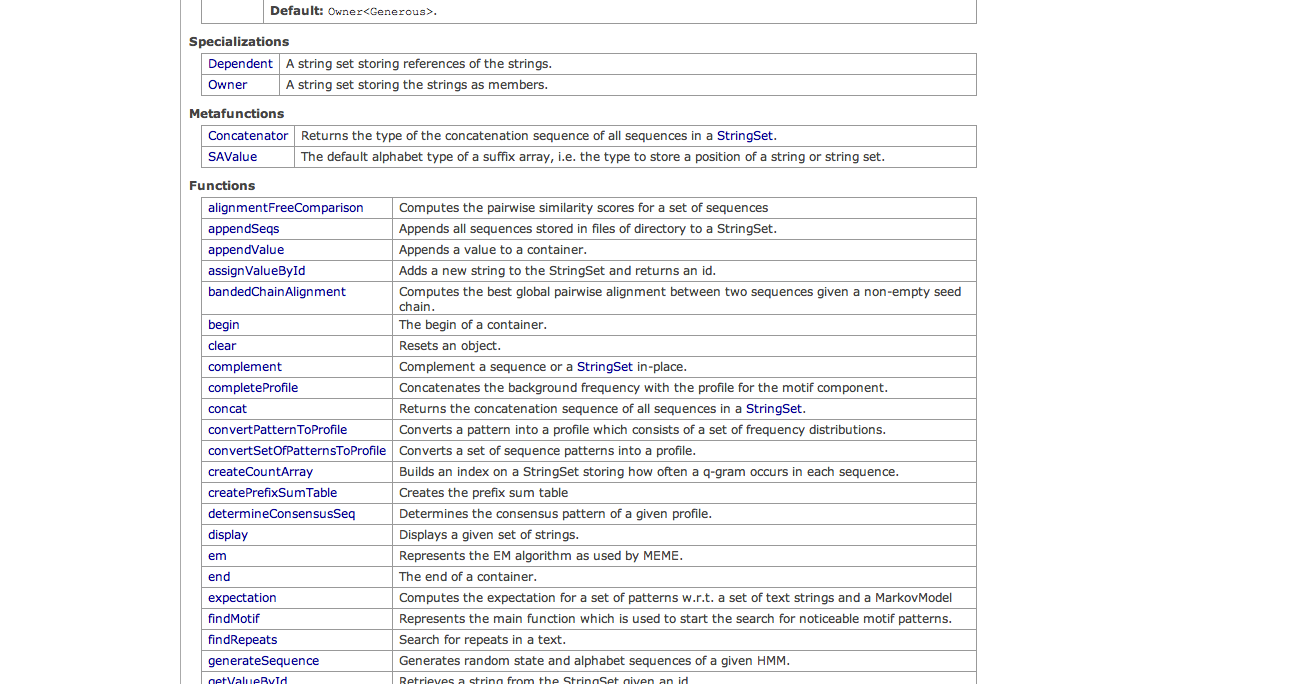 Default: Owner<Generous>.
Specializations
Dependent A string set storing references of the strings.
Owner A string set storing the strings as members.
Metafunctions
Concatenator Returns the type of the concatenation sequence of all sequences in a StringSet.
SAValue The default alphabet type of a suffix array, i.e. the type to store a position of a string or string set.
Functions
alignmentFreeComparison Computes the pairwise similarity scores for a set of sequences
appendSeqs Appends all sequences stored in files of directory to a StringSet.
appendValue Appends a value to a container.
assignValueById Adds a new string to the StringSet and returns an id.
bandedChainAlignment Computes the best global pairwise alignment between two sequences given a non-empty seed
chain.
begin The begin of a container.
clear Resets an object.
complement Complement a sequence or a StringSet in-place.
completeProfile Concatenates the background frequency with the profile for the motif component.
concat Returns the concatenation sequence of all sequences in a StringSet.
convertPatternToProfile Converts a pattern into a profile which consists of a set of frequency distributions.
convertSetOfPatternsToProfile Converts a set of sequence patterns into a profile.
createCountArray Builds an index on a StringSet storing how often a q-gram occurs in each sequence.
createPrefixSumTable Creates the prefix sum table
determineConsensusSeq Determines the consensus pattern of a given profile.
display Displays a given set of strings.
em Represents the EM algorithm as used by MEME.
end The end of a container.
expectation Computes the expectation for a set of patterns w.r.t. a set of text strings and a MarkovModel
findMotif Represents the main function which is used to start the search for noticeable motif patterns.
findRepeats Search for repeats in a text.
generateSequence Generates random state and alphabet sequences of a given HMM.
getValueById Retrieves a string from the StringSet given an id.